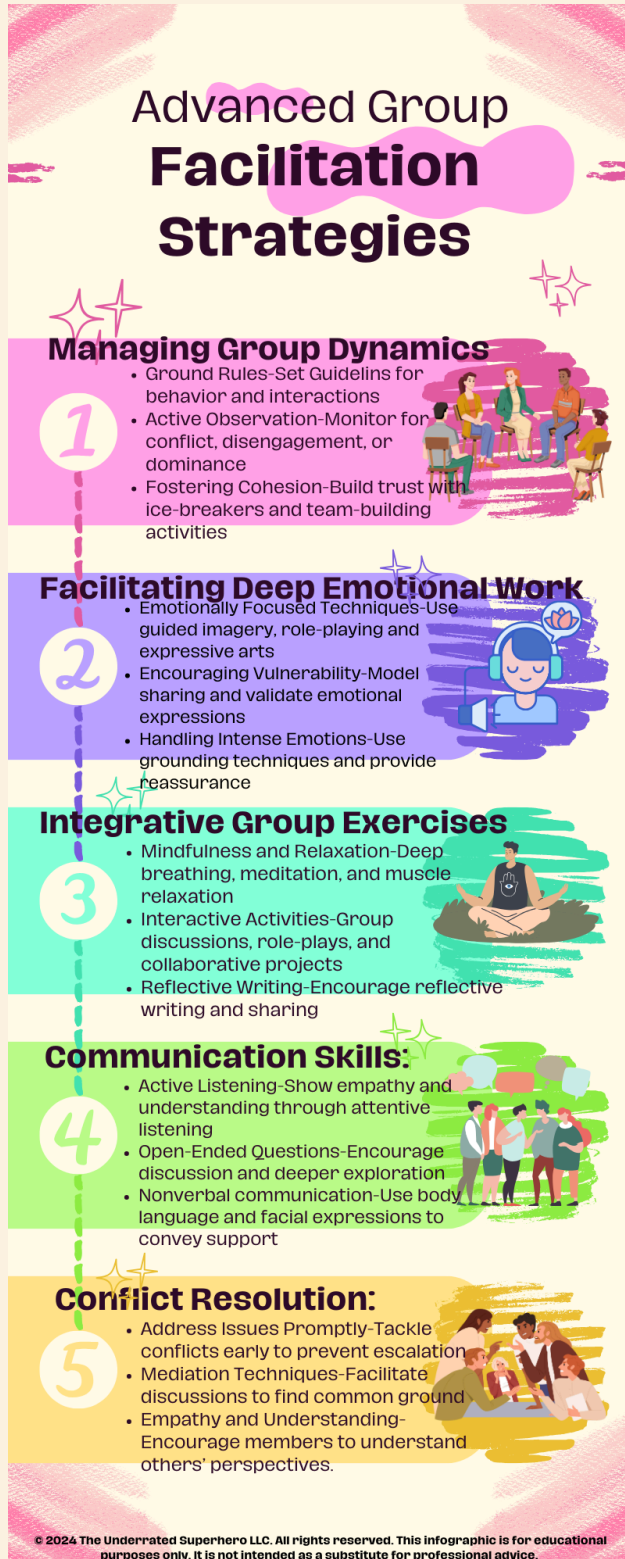 Advanced Group
Facilitation
Strategies
Managing Group Dynamics
1
• Ground Rules-Set Guidelins for
behavior and interactions
• Active Observation-Monitor for
conflict, disengagement, or
dominance
• Fostering Cohesion-Build trust with
ice-breakers and team-building
activities
Facilitating Deep Emotional Work
2
• Emotionally Focused Techniques-Use
guided imagery, role-playing and
expressive arts
• Encouraging Vulnerability-Model
sharing and validate emotional
expressions
• Handling Intense Emotions-Use
grounding techniques and provide
reassurance
Integrative Group Exercises
3
• Mindfulness and Relaxation-Deep
breathing, meditation, and muscle
relaxation
• Interactive Activities-Group
discussions, role-plays, and
collaborative projects
• Reflective Writing-Encourage reflective
writing and sharing
Communication Skills:
4
• Active Listening-Show empathy and
understanding through attentive
listening
• Open-Ended Questions-Encourage
discussion and deeper exploration
• Nonverbal communication-Use body
language and facial expressions to
convey support
Conflict Resolution:
5
• Address Issues Promptly-Tackle
conflicts early to prevent escalation
• Mediation Techniques-Facilitate
discussions to find common ground
• Empathy and Understanding-
Encourage members to understand
others’ perspectives.
© 2024 The Underrated Superhero LLC. All rights reserved. This infographic is for educational
purposes only. It is not intended as a substitute for professional advice.